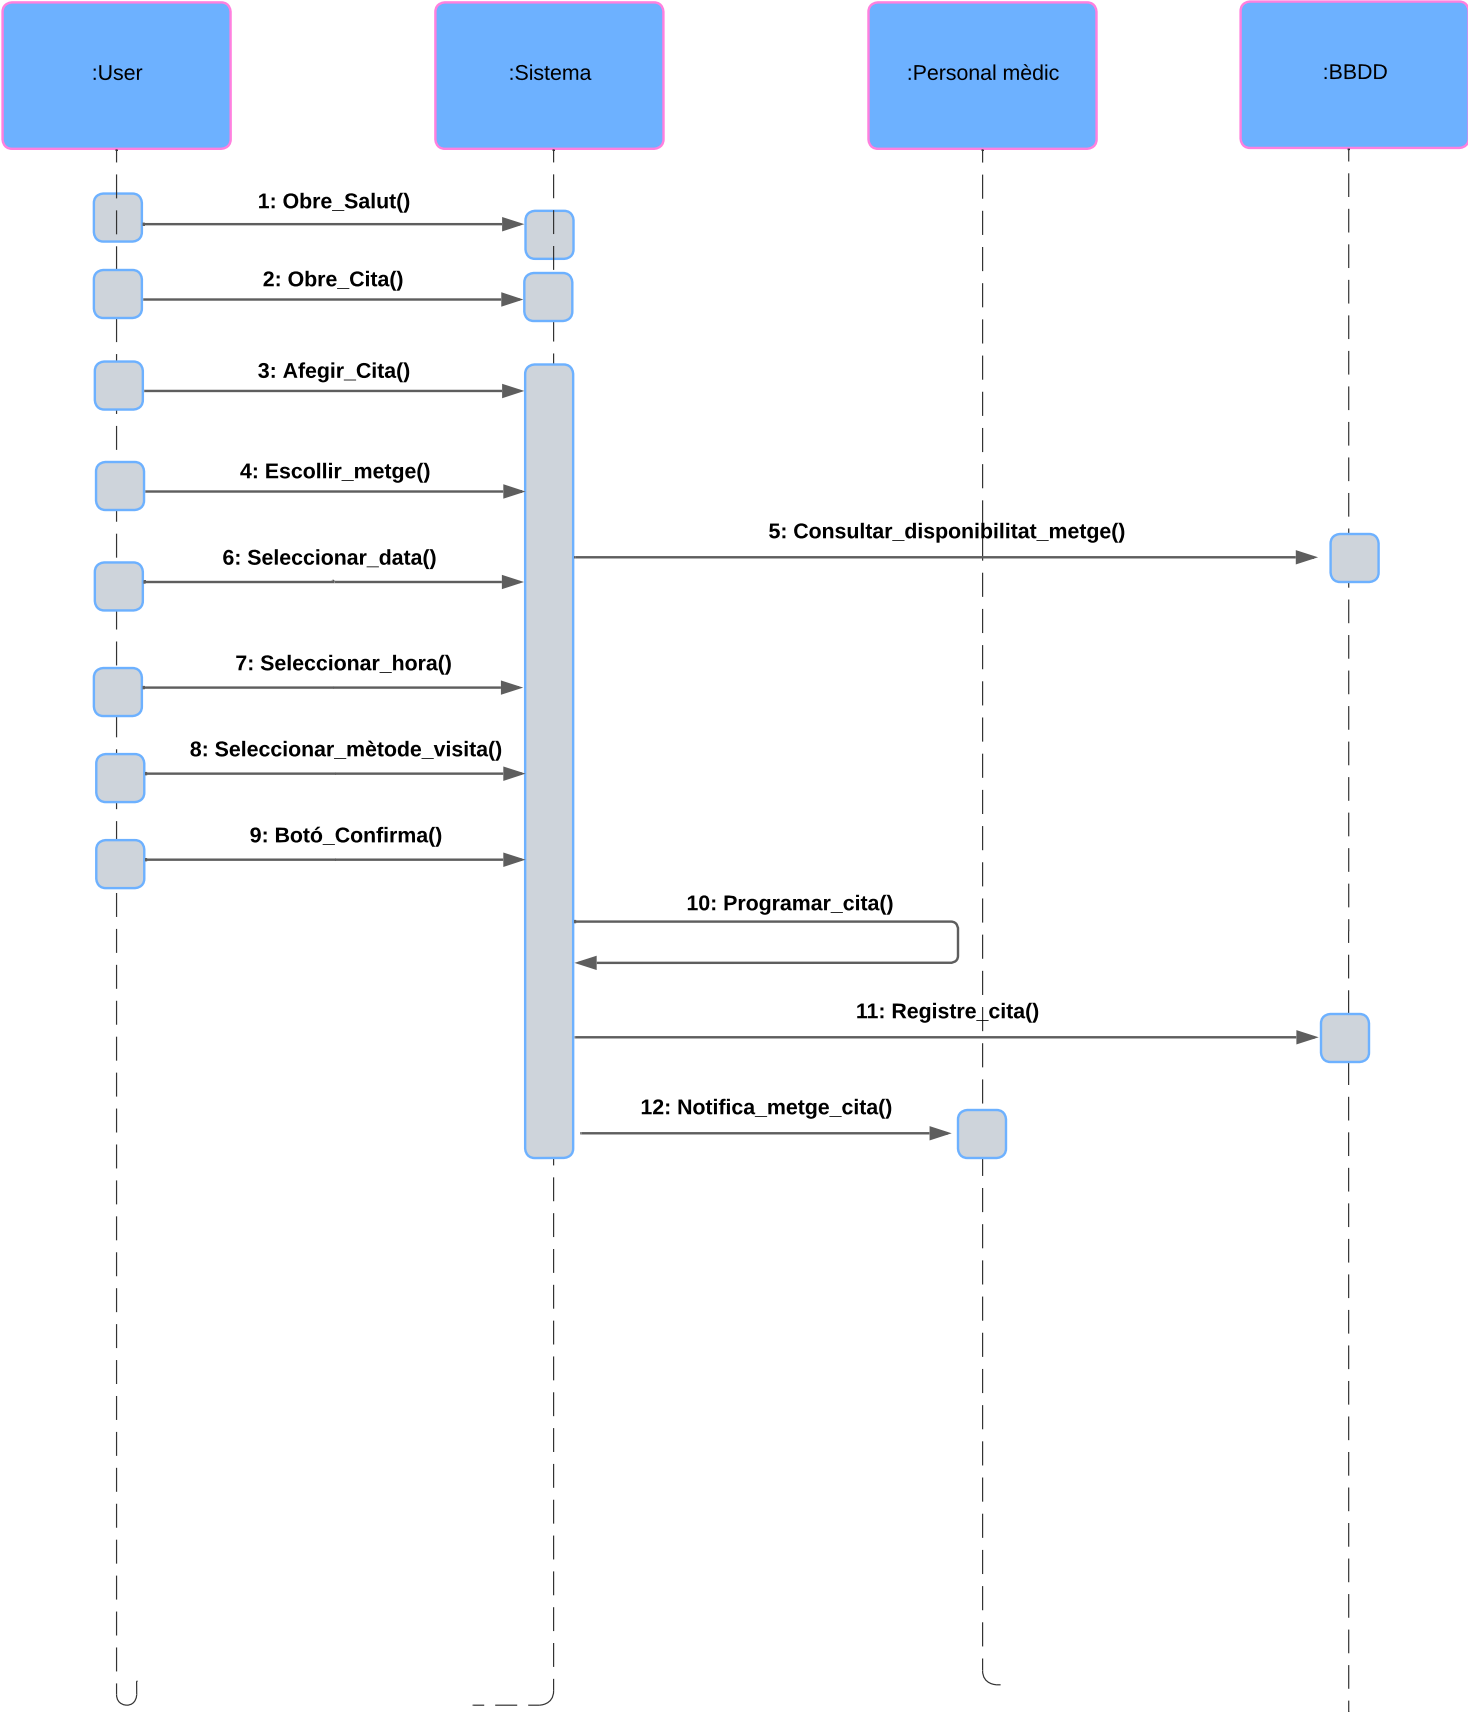 :User
:Sistema
:Personal mèdic
:BBDD
1: Obre_Salut()
2: Obre_Cita()
3: Afegir_Cita()
4: Escollir_metge()
5: Consultar_disponibilitat_metge()
6: Seleccionar_data()
7: Seleccionar_hora()
8: Seleccionar_mètode_visita()
9: Botó_Confirma()
10: Programar_cita()
11: Registre_cita()
12: Notifica_metge_cita()